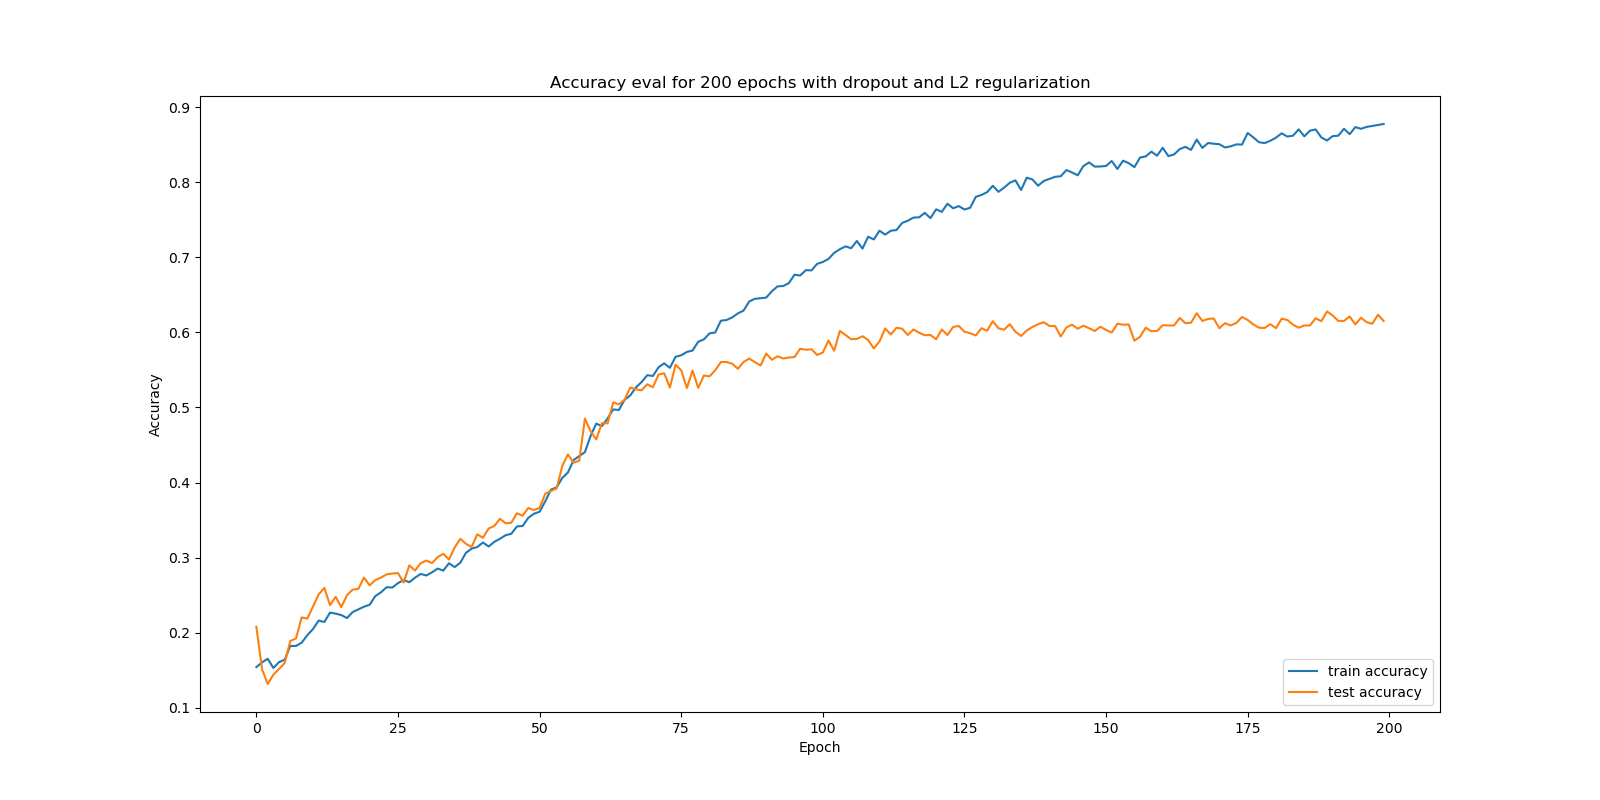 Accuracy eval for 200 epochs with dropout and L2 regularization
0.9
0.8
0.7
0.6
0.5
0.4
0.3
0.2
0.1
Accuracy
train accuracy
test accuracy
0 25 50 75 100 125 150 175 200
Epoch